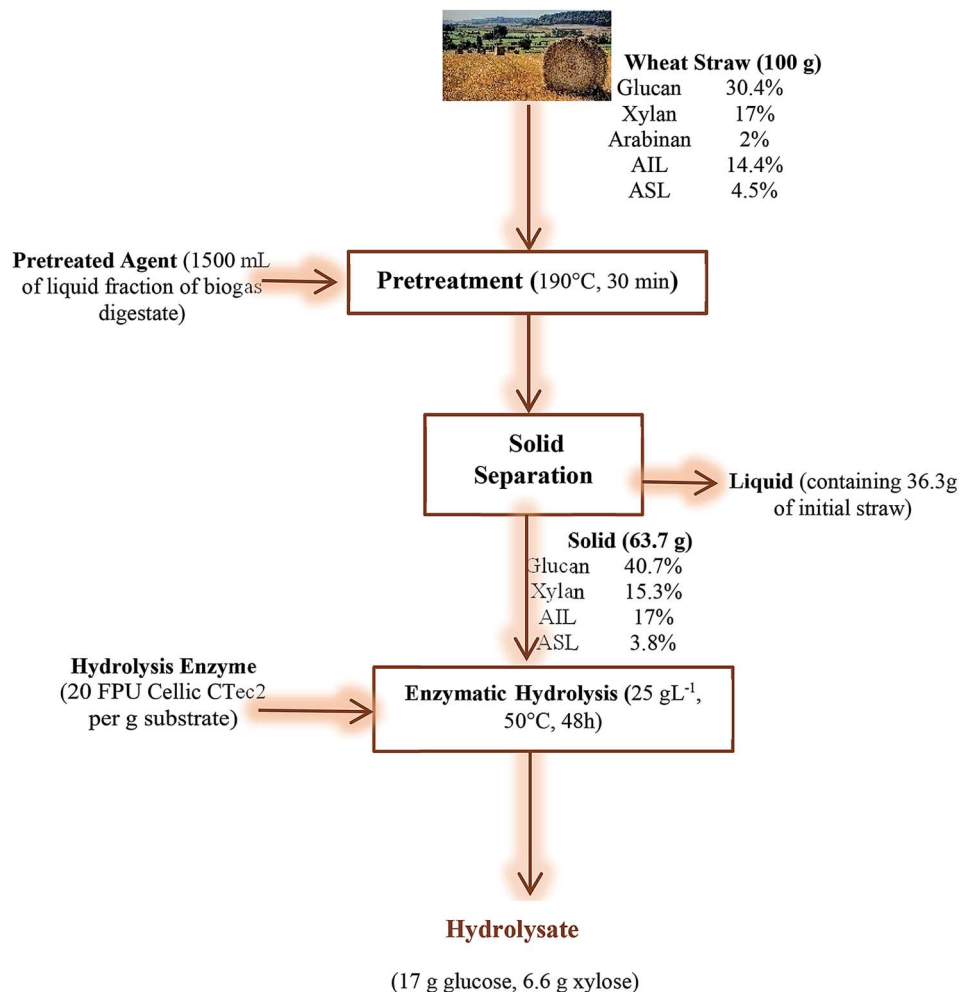 Wheat Straw (100 g)
Glucan 30.4%
Xylan 17%
Arabinan 2%
AIL 14.4%
ASL 4.5%
Pretreated Agent (1500 mL
of liquid fraction of biogas
digestate)
Pretreatment (190°C, 30 min)
Solid
Separation
Liquid (containing 36.3g
of initial straw)
Solid (63.7 g)
Glucan 40.7%
Xylan 15.3%
AIL 17%
ASL 3.8%
Hydrolysis Enzyme
(20 FPU Cellic CTec2
per g substrate)
Enzymatic Hydrolysis (25 gL⁻¹,
50°C, 48h)
Hydrolysate
(17 g glucose, 6.6 g xylose)